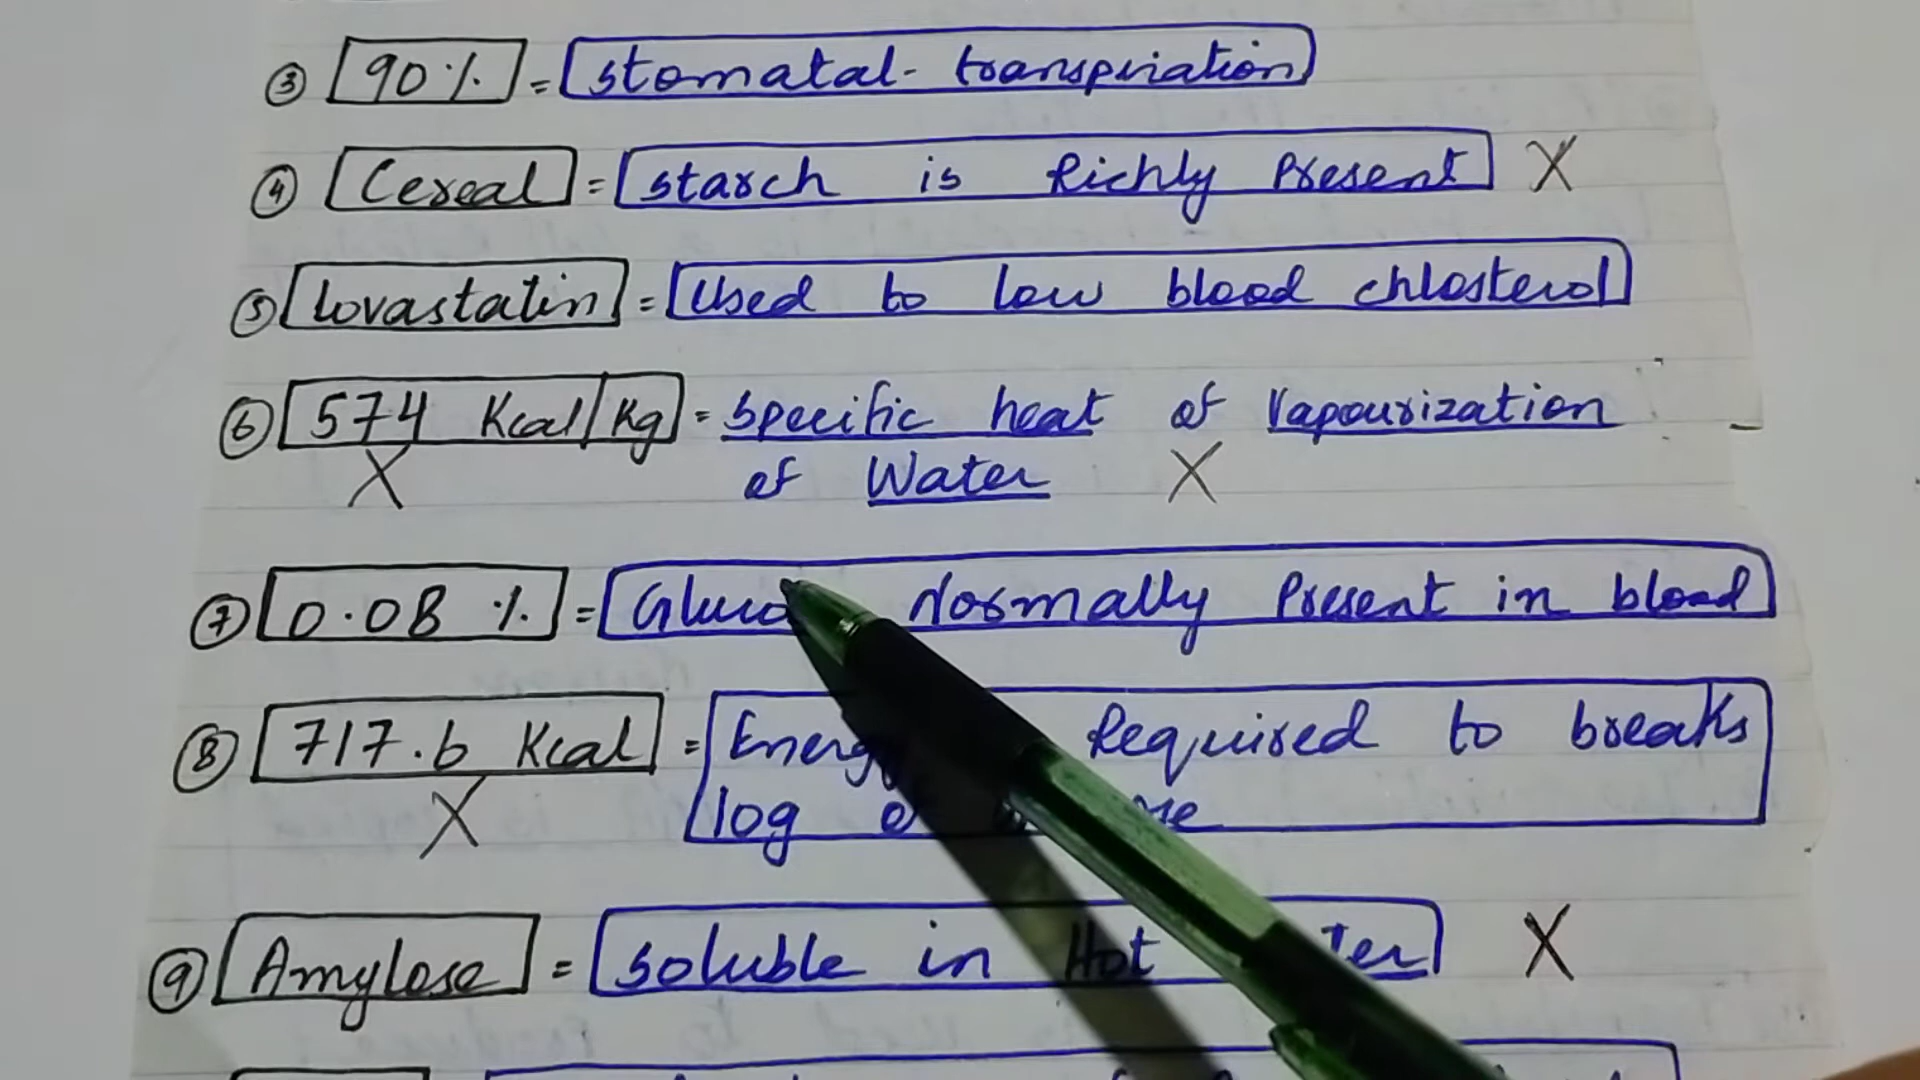 ③ 90% = stomatal- transpiration
④ Cereal = starch is Richly Present X
⑤ lovastatin = Used to low blood chlosterol
⑥ 574 Kcal/Kg = specific heat of Vapourization
X of Water X
⑦ 0.08 % = Gluco Normally Present in blood
⑧ 717.6 Kcal = Energy Required to breaks
X log
⑨ Amylose = soluble in Hot X